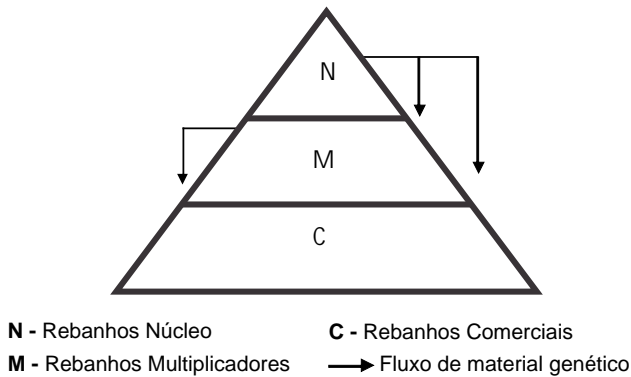 N
M
C
N - Rebanhos Núcleo
C - Rebanhos Comerciais
M - Rebanhos Multiplicadores
Fluxo de material genético